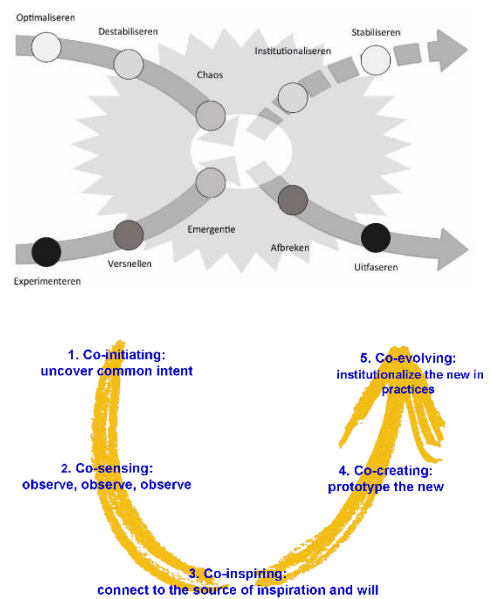 Optimaliseren
Destabiliseren
Chaos
Institutionaliseren
Stabiliseren
Experimenteren
Versnellen
Emergentie
Afbreken
Uitfaseren
1. Co-initiating:
uncover common intent
2. Co-sensing:
observe, observe, observe
3. Co-inspiring:
connect to the source of inspiration and will
4. Co-creating:
prototype the new
5. Co-evolving:
institutionalize the new in
practices